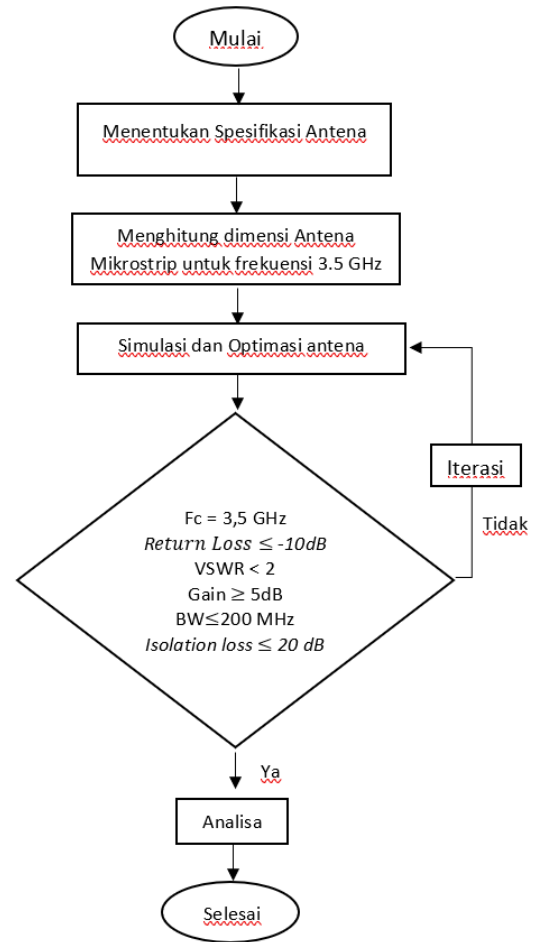 Mulai
Menentukan Spesifikasi Antena
Menghitung dimensi Antena
Mikrostrip untuk frekuensi 3.5 GHz
Simulasi dan Optimasi antena
Iterasi
Tidak
Fc = 3,5 GHz
Return Loss ≤ -10dB
VSWR < 2
Gain ≥ 5dB
BW≤200 MHz
Isolation loss ≤ 20 dB
Ya
Analisa
Selesai